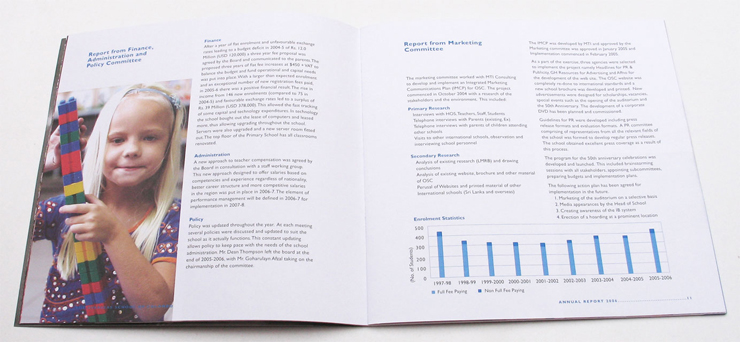 Report from Finance,
Administration and
Policy Committee
Finance
After a year of flat enrolment and unfavourable exchange
rates leading to a budget deficit in 2004-5 of Rs. 13.0
Million (USD 130,000) a three year fee proposal was
agreed by the Board and communicated to the parents. The
proposed three years of flat fee increases at $450 + VAT to
balance the budget and fund operational and capital needs
was put into place. With a larger than expected enrolment,
and an exceptional number of new registration fees paid,
in 2005-6 there was a positive financial result. The rise in
income from 146 new enrolments (compared to 75 in
2004-5) and favourable exchange rates led to a surplus of
Rs. 39 Million (USD 378,000). This allowed the fast tracking
of some capital and technology expenditures. In technology
the school bought out the lease of computers and leased
more; thus allowing upgrading throughout the school.
Servers were also upgraded and a new server room fitted
out. The top floor of the Primary School has all classrooms
renovated.
Administration
A new approach to teacher compensation was agreed by
the Board in consultation with a staff working group.
This new approach designed to offer salaries based on
competencies and experience regardless of nationality,
better career structure and more competitive salaries
in the region was put in place in 2006-7. The element of
performance management will be defined in 2006-7 for
implementation in 2007-8.
Policy
Policy was updated throughout the year. At each meeting
several policies were discussed and updated to suit the
school as it actually functions. This constant updating
allows policy to keep pace with the needs of the school
administration. Mr. Dean Thompson left the board at the
end of 2005-2006, with Mr. Gulfarudayn Afzal taking on the
chairmanship of the committee.
Report from Marketing
Committee
The marketing committee worked with MTI Consulting
to develop and implement an Integrated Marketing
Communications Plan (IMCP) for OSC. The project
commenced in October 2004 with a research of the
stakeholders and the environment. This included:
Primary Research
Interviews with HOS, Teachers, Staff, Students
Telephone interviews with Parents (existing, Ex)
Telephone interviews with parents of children attending
other schools
Visits to other international schools, observation and
interviewing school personnel
Secondary Research
Analysis of existing research (LMRB) and drawing
conclusions
Analysis of existing website, brochure and other material
of OSC
Perusal of Websites and printed material of other
International schools (Sri Lanka and overseas)
The IMCP was developed by MTI and approved by the
Marketing committee was approved in January 2005 and
implementation commenced in February 2005.
As a part of the exercise, three agencies were selected
to implement the project namely Headlines for PR &
Publicity, GH Resources for Advertising and Affno for
the development of the web site. The OSC website was
completely re-done to international standards and a
new school brochure was developed and printed. New
advertisements were designed for scholarships, vacancies,
special events such as the opening of the auditorium and
the 50th Anniversary. The development of a corporate
DVD has been planned and commissioned.
Guidelines for PR were developed including press
release formats and invitation formats. A PR committee
comprising of representatives from all the relevant fields of
the school was formed to develop regular press releases.
The school obtained excellent press coverage as a result of
this process.
The program for the 50th anniversary celebrations was
developed and launched. This included brainstorming
sessions with all stakeholders, appointing subcommittees,
preparing budgets and implementation plans.
The following action plan has been agreed for
implementation in the future.
1. Marketing of the auditorium on a selective basis
2. Media appearances by the Head of School
3. Creating awareness of the IB system
4. Erection of a hoarding at a prominent location
Enrolment Statistics
(No. of Students)
500
400
300
200
100
0
1997-98 1998-99 1999-2000 2000-2001 2001-2002 2002-2003 2003-2004 2004-2005 2005-2006
Full Fee Paying Non Full Fee Paying
ANNUAL REPORT 2006